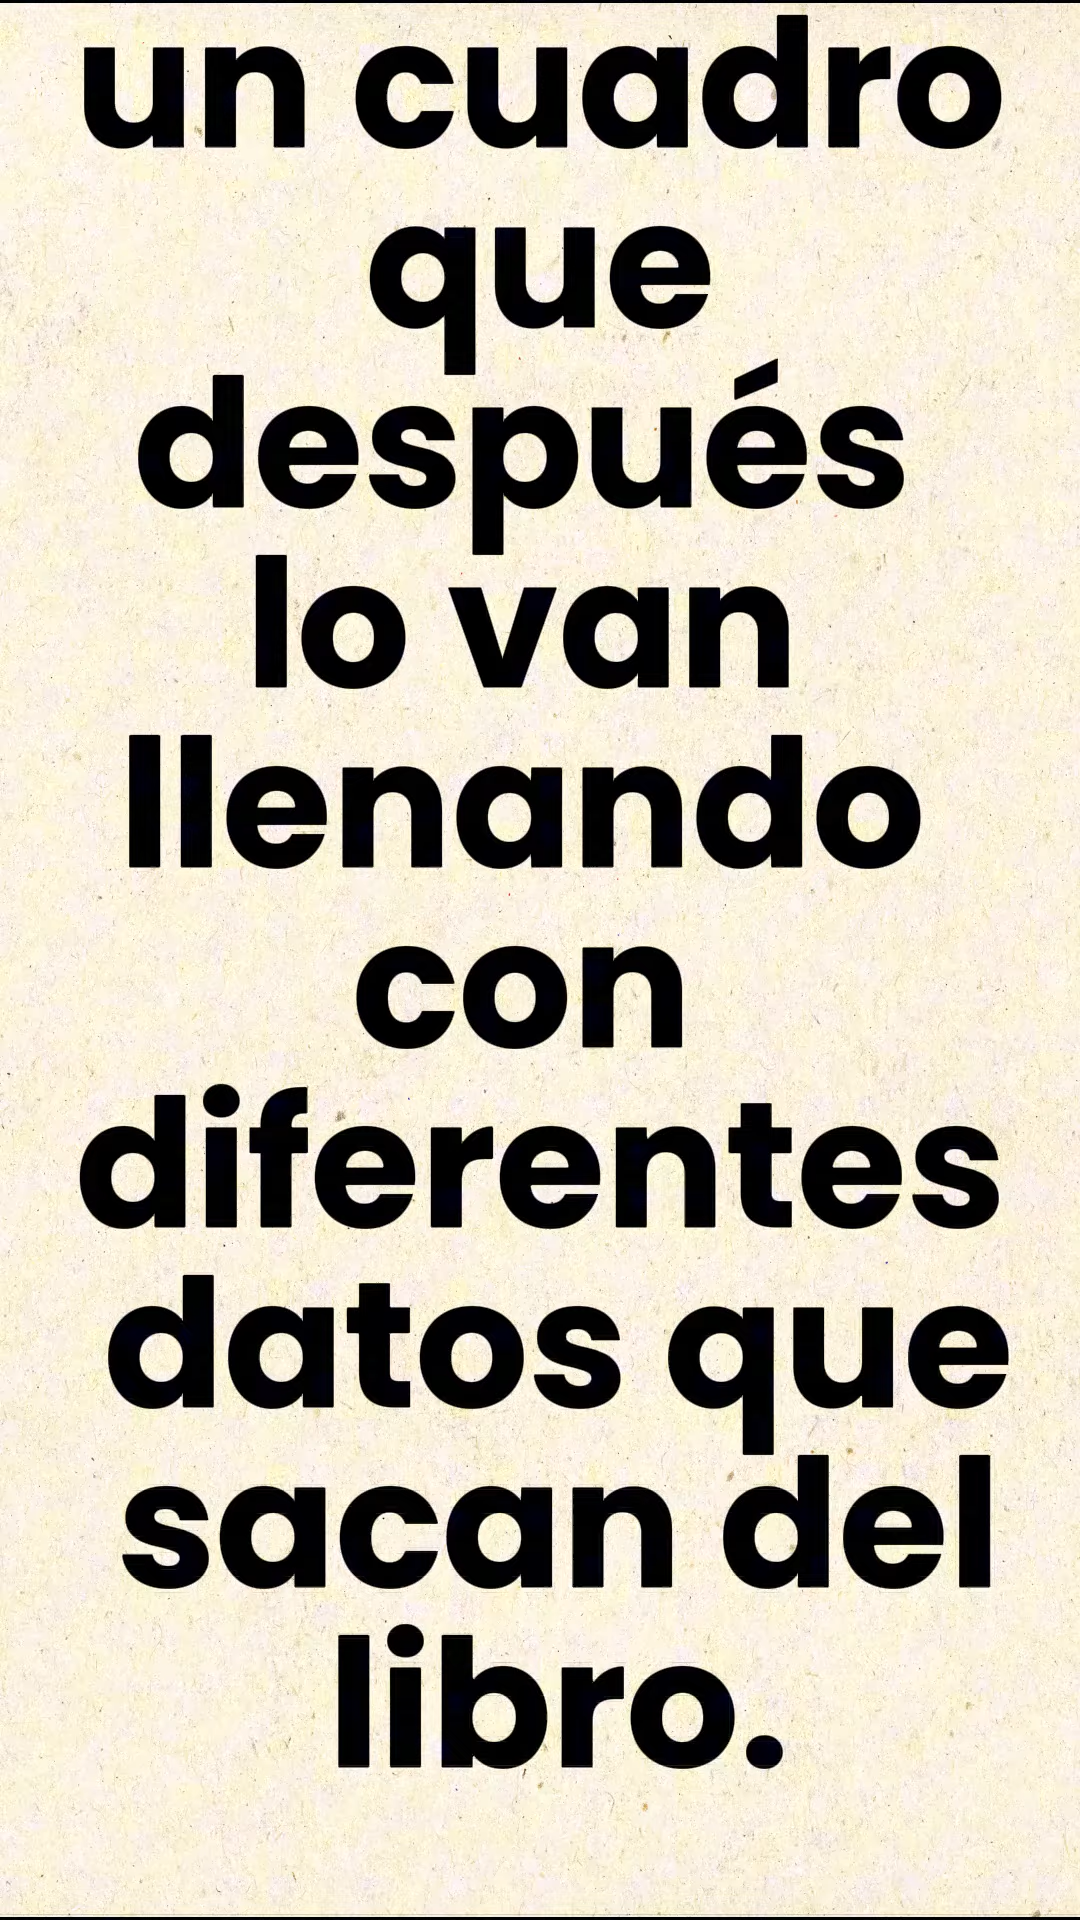 un cuadro
que
después
lo van
llenando
con
diferentes
datos que
sacan del
libro.